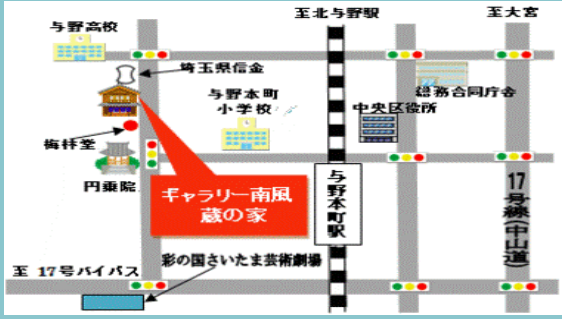 至北与野駅
至大宮
与野高校
埼玉県信金
与野本町
小学校
総務合同庁舎
中央区役所
梅林堂
円乗院
ギャラリー南風
蔵の家
与野本町駅
17号線(中山道)
彩の国さいたま芸術劇場
至 17号バイパス